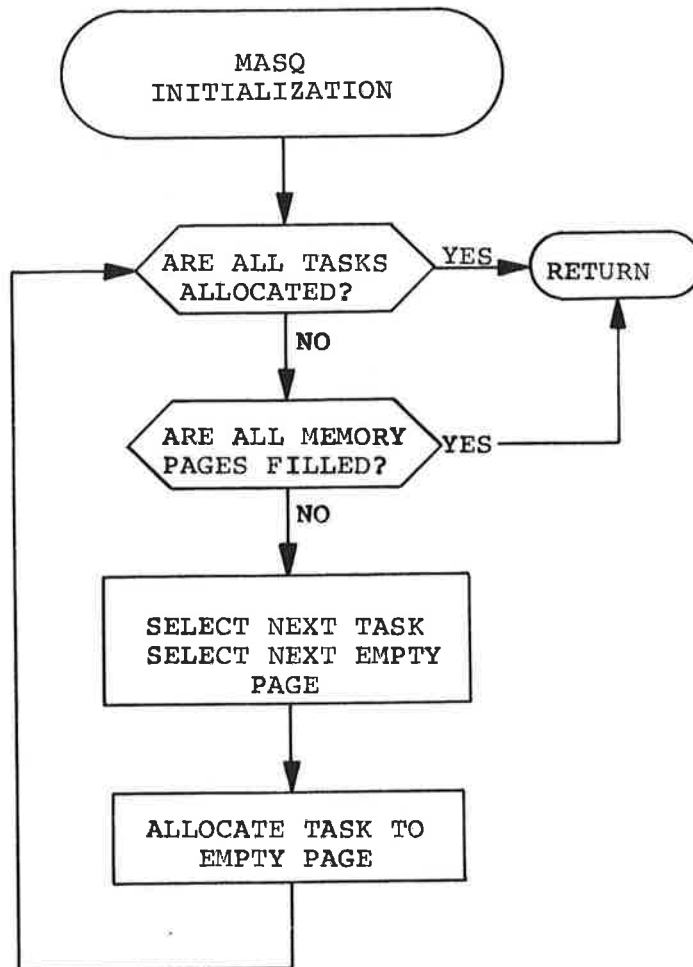 MASQ
INITIALIZATION
ARE ALL TASKS
ALLOCATED?
YES
RETURN
NO
ARE ALL MEMORY
PAGES FILLED?
YES
NO
SELECT NEXT TASK
SELECT NEXT EMPTY
PAGE
ALLOCATE TASK TO
EMPTY PAGE